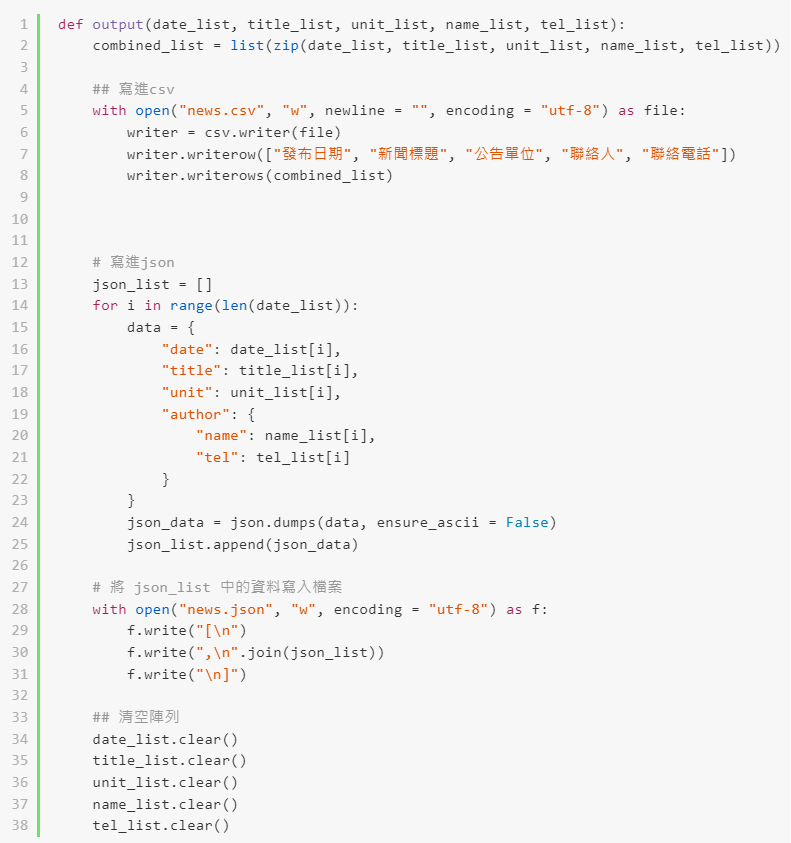 1 def output(date_list, title_list, unit_list, name_list, tel_list):
2     combined_list = list(zip(date_list, title_list, unit_list, name_list, tel_list))
3
4     ## 寫進csv
5     with open("news.csv", "w", newline = "", encoding = "utf-8") as file:
6         writer = csv.writer(file)
7         writer.writerow(["發布日期", "新聞標題", "公告單位", "聯絡人", "聯絡電話"])
8         writer.writerows(combined_list)
9
10
11
12     # 寫進json
13     json_list = []
14     for i in range(len(date_list)):
15         data = {
16             "date": date_list[i],
17             "title": title_list[i],
18             "unit": unit_list[i],
19             "author": {
20                 "name": name_list[i],
21                 "tel": tel_list[i]
22             }
23         }
24         json_data = json.dumps(data, ensure_ascii = False)
25         json_list.append(json_data)
26
27     # 將 json_list 中的資料寫入檔案
28     with open("news.json", "w", encoding = "utf-8") as f:
29         f.write("[\n")
30         f.write(",\n".join(json_list))
31         f.write("\n]")
32
33     ## 清空陣列
34     date_list.clear()
35     title_list.clear()
36     unit_list.clear()
37     name_list.clear()
38     tel_list.clear()